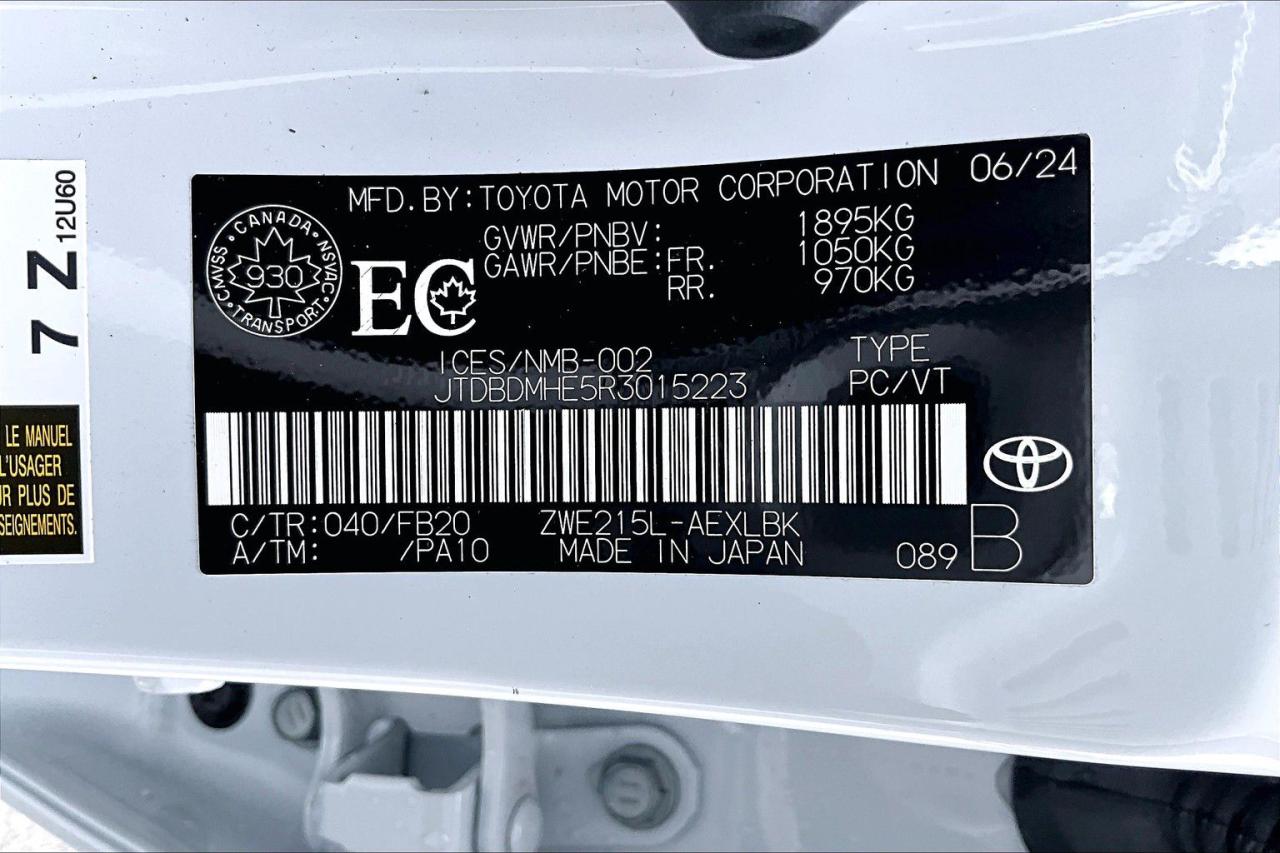 MFD. BY: TOYOTA MOTOR CORPORATION 06/24
GVWR/PNBV: 1895KG
GAWR/PNBE: FR. 1050KG
RR. 970KG
CANADA
CMVSS 930 NSVAC
TRANSPORT
EC
ICES/NMB-002
TYPE
JTDBDMHE5R3015223
PC/VT
C/TR: 040/FB20 ZWE215L-AEXLBK
A/TM: /PA10 MADE IN JAPAN 089 B
7 Z 12U60
LE MANUEL
L'USAGER
UR PLUS DE
SEIGNEMENTS.